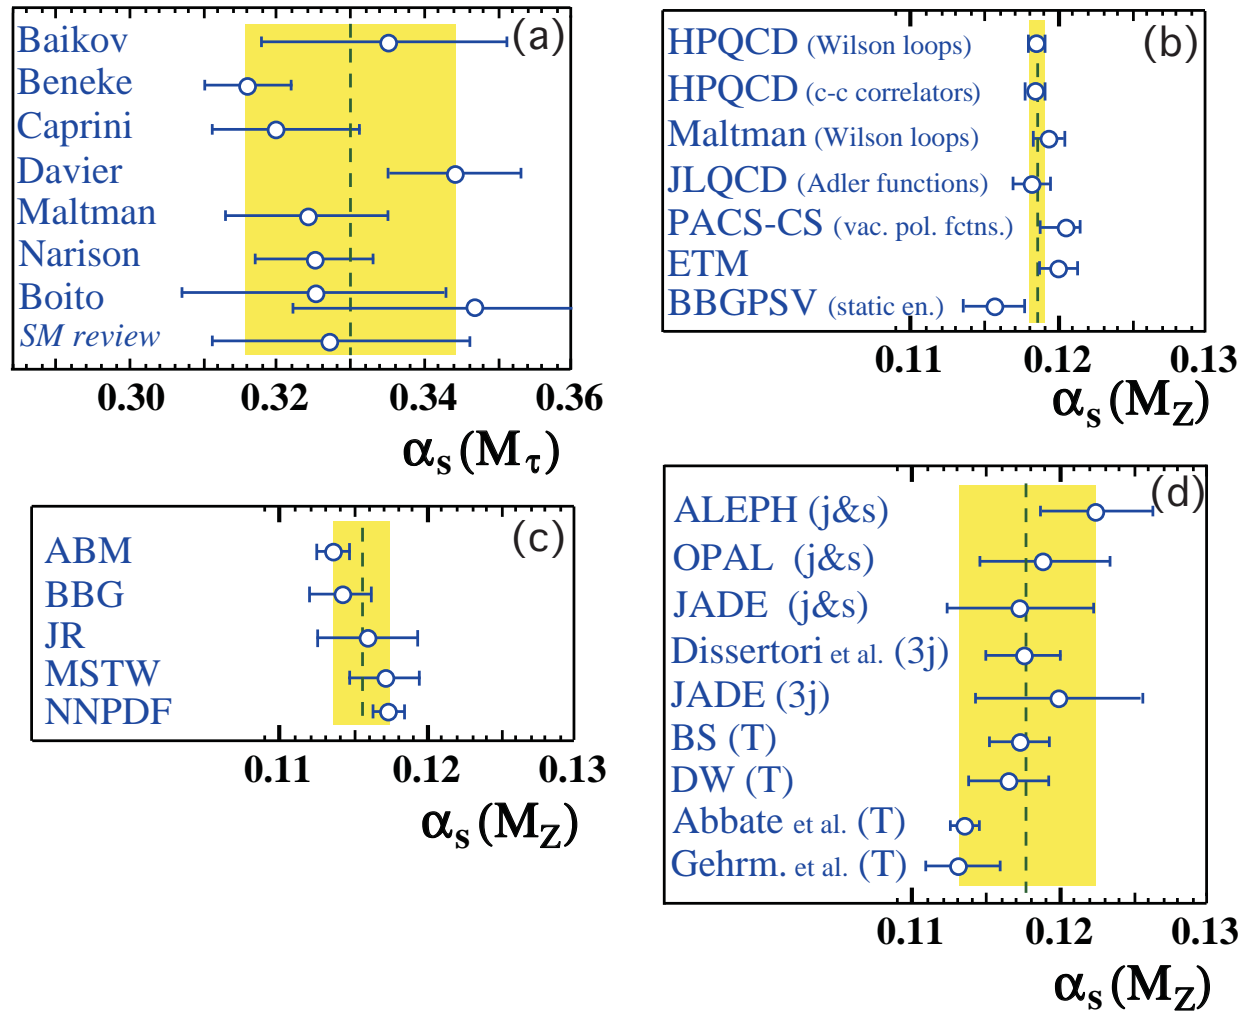 (a)
Baikov
Beneke
Caprini
Davier
Maltman
Narison
Boito
SM review
0.30 0.32 0.34 0.36
αs(Mτ)
(b)
HPQCD (Wilson loops)
HPQCD (c-c correlators)
Maltman (Wilson loops)
JLQCD (Adler functions)
PACS-CS (vac. pol. fctns.)
ETM
BBGPSV (static en.)
0.11 0.12 0.13
αs(MZ)
(c)
ABM
BBG
JR
MSTW
NNPDF
0.11 0.12 0.13
αs(MZ)
(d)
ALEPH (j&s)
OPAL (j&s)
JADE (j&s)
Dissertori et al. (3j)
JADE (3j)
BS (T)
DW (T)
Abbate et al. (T)
Gehrm. et al. (T)
0.11 0.12 0.13
αs(MZ)